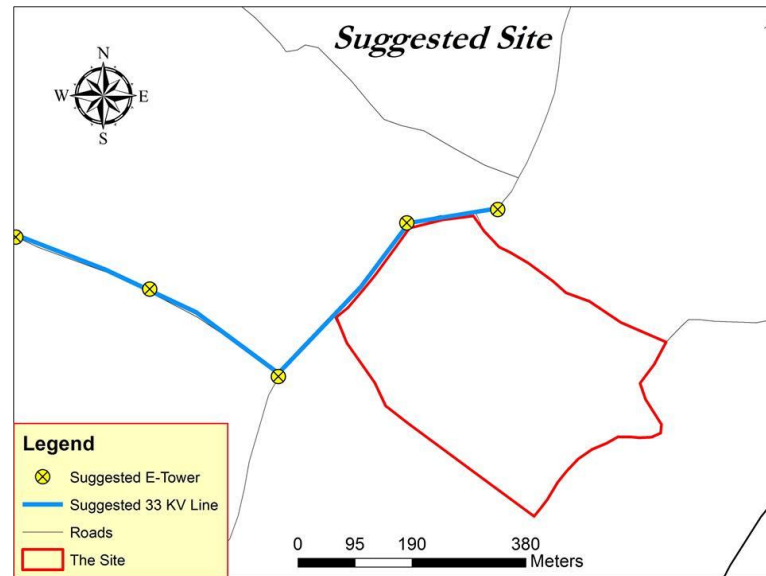 Suggested Site
N
W E
S
Legend
Suggested E-Tower
Suggested 33 KV Line
Roads
The Site
0 95 190 380
Meters